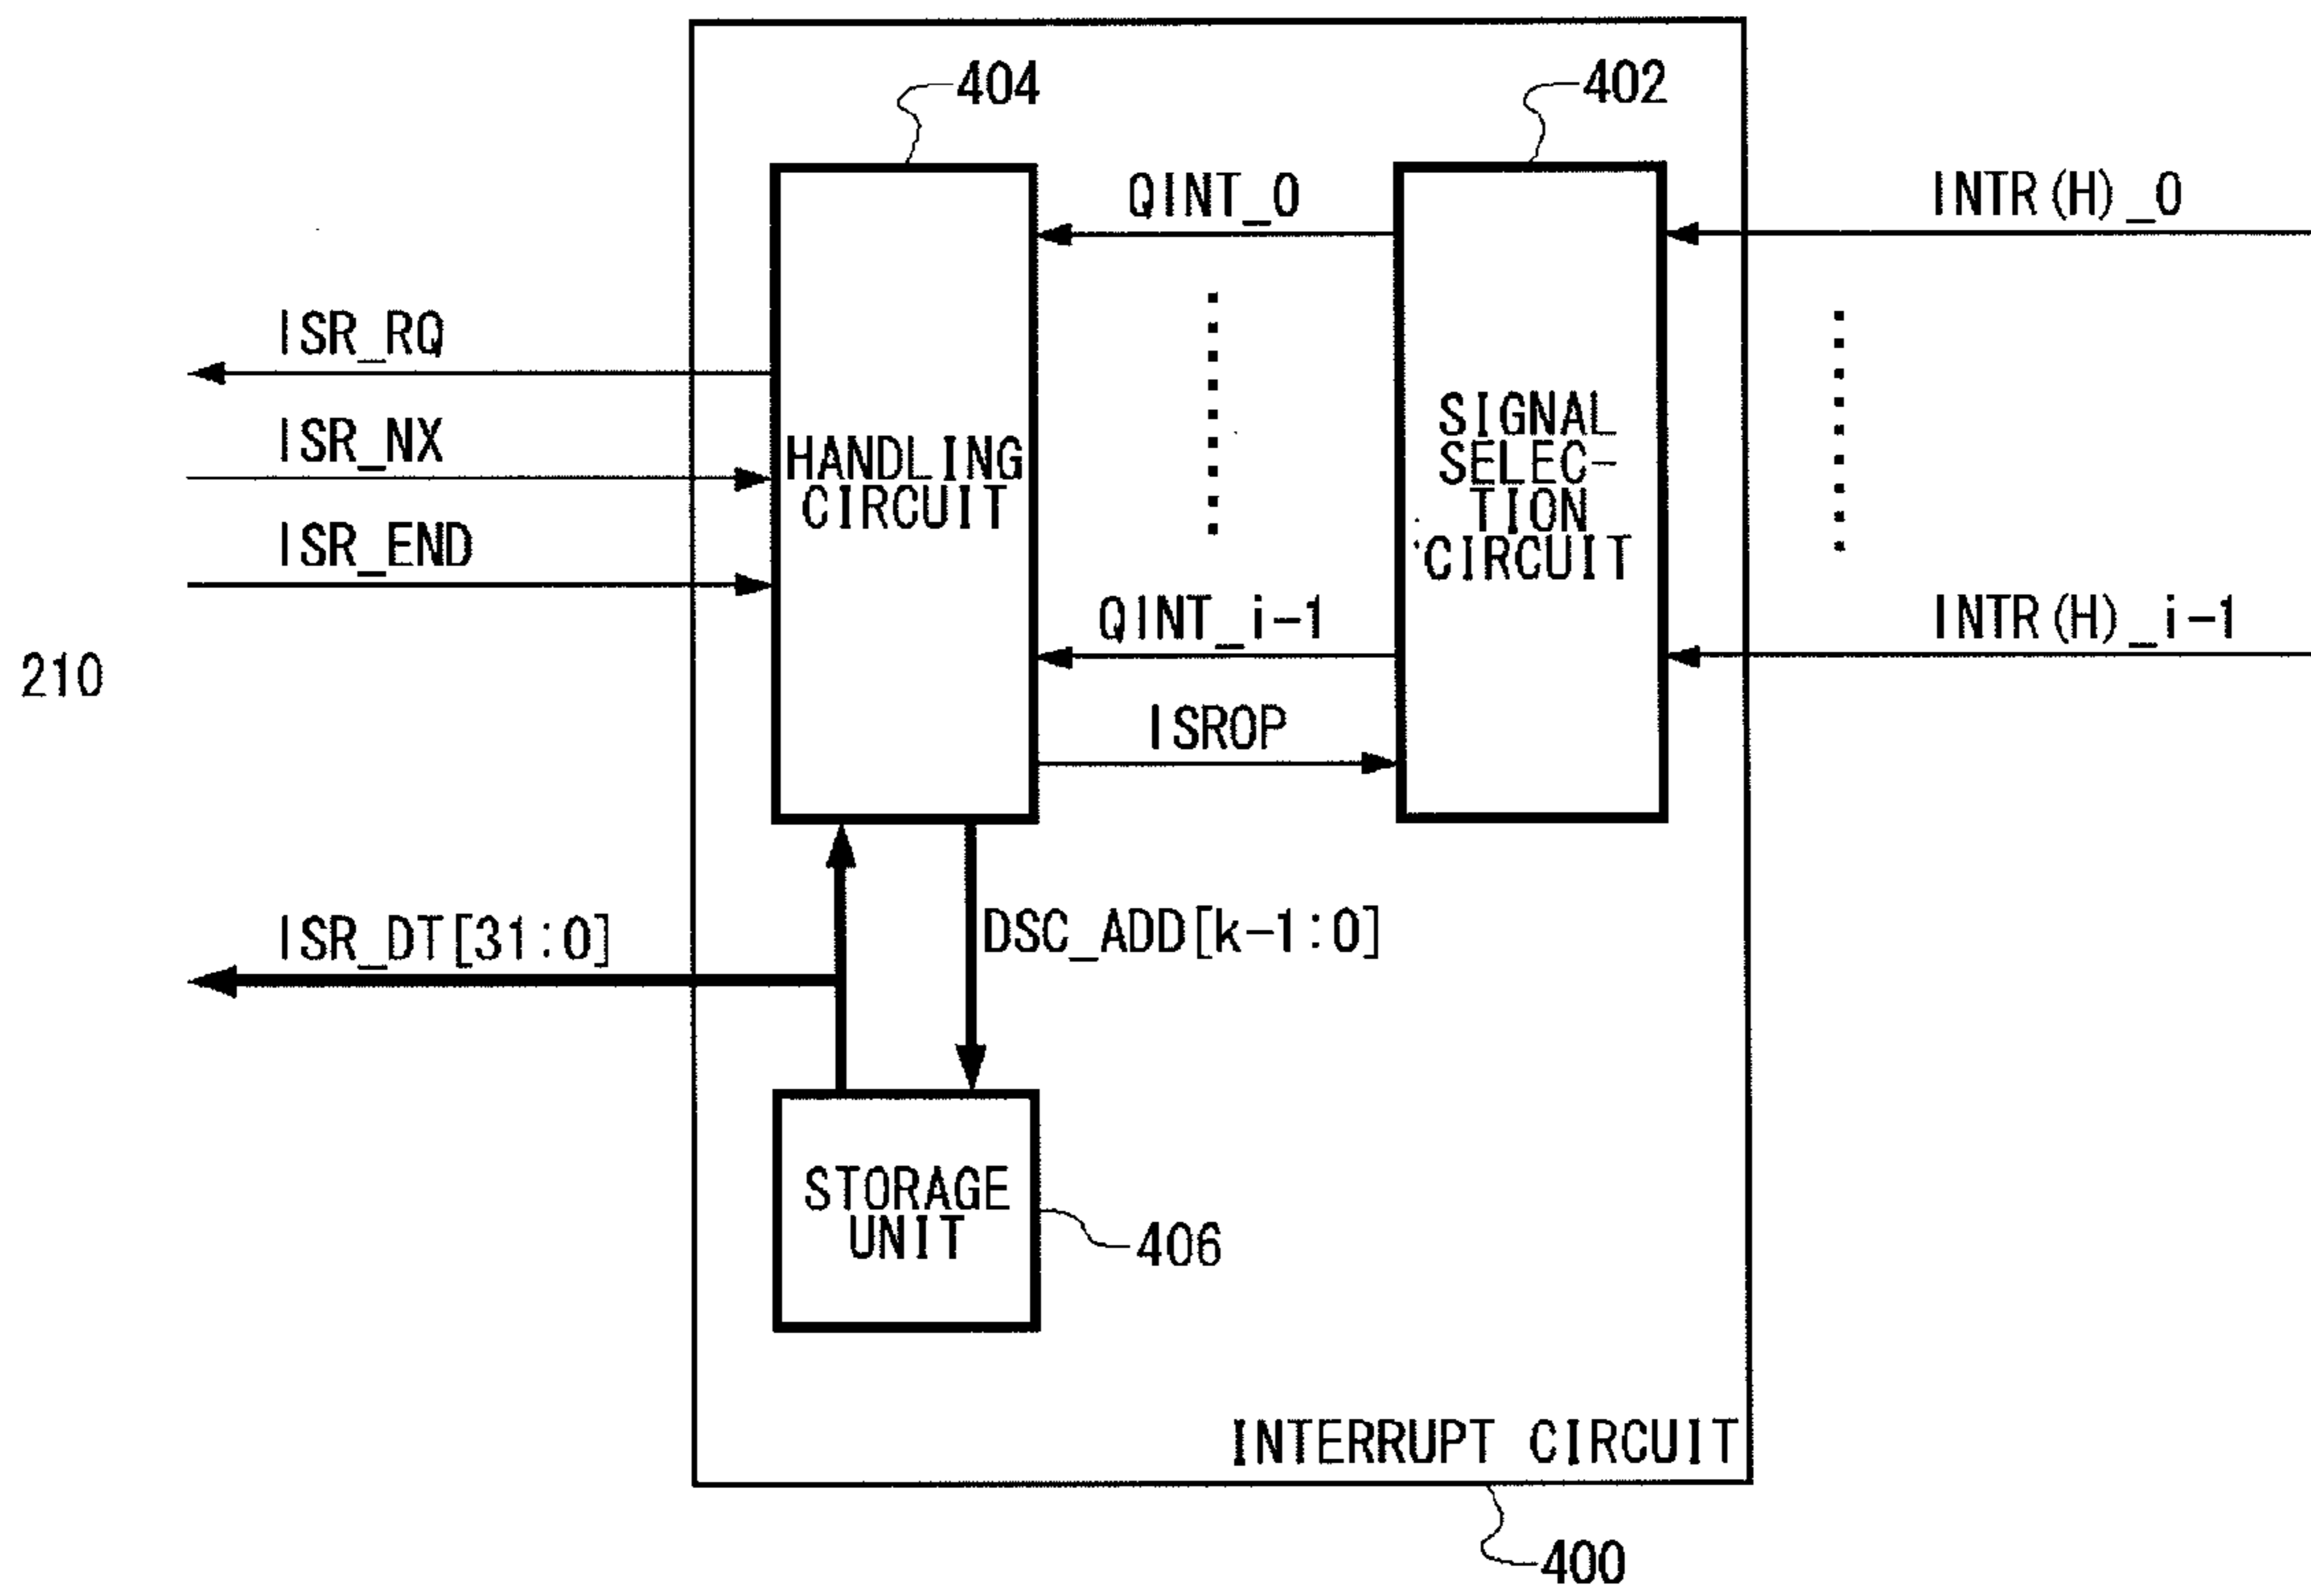 404
402
QINT_0
INTR(H)_0
ISR_RQ
ISR_NX
HANDLING
CIRCUIT
SIGNAL
SELEC-
TION
CIRCUIT
ISR_END
QINT_i-1
INTR(H)_i-1
210
ISROP
ISR_DT[31:0]
DSC_ADD[k-1:0]
STORAGE
UNIT
406
INTERRUPT CIRCUIT
400